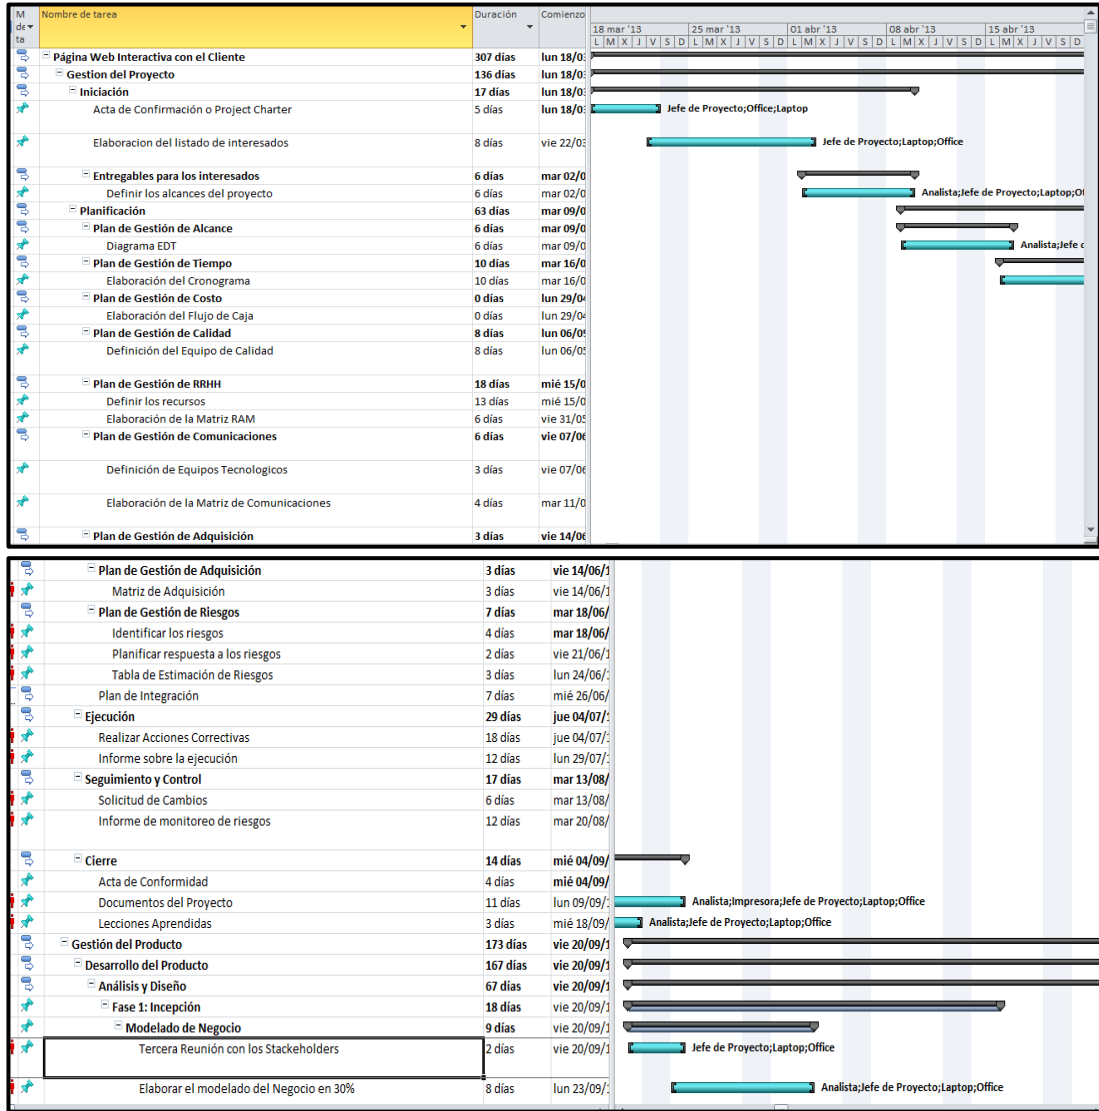 M de ta Nombre de tarea Duración Comienzo
18 mar '13 25 mar '13 01 abr '13 08 abr '13 15 abr '13
L M X J V S D L M X J V S D L M X J V S D L M X J V S D L M X J V S D
Página Web Interactiva con el Cliente 307 días lun 18/03
Gestion del Proyecto 136 días lun 18/03
Iniciación 17 días lun 18/03
Acta de Confirmación o Project Charter 5 días lun 18/03 Jefe de Proyecto;Office;Laptop
Elaboracion del listado de interesados 8 días vie 22/03 Jefe de Proyecto;Laptop;Office
Entregables para los interesados 6 días mar 02/0
Definir los alcances del proyecto 6 días mar 02/0 Analista;Jefe de Proyecto;Laptop;Of
Planificación 63 días mar 09/0
Plan de Gestión de Alcance 6 días mar 09/0
Diagrama EDT 6 días mar 09/0 Analista;Jefe d
Plan de Gestión de Tiempo 10 días mar 16/0
Elaboración del Cronograma 10 días mar 16/0
Plan de Gestión de Costo 0 días lun 29/04
Elaboración del Flujo de Caja 0 días lun 29/04
Plan de Gestión de Calidad 8 días lun 06/05
Definición del Equipo de Calidad 8 días lun 06/05
Plan de Gestión de RRHH 18 días mié 15/0
Definir los recursos 13 días mié 15/0
Elaboración de la Matriz RAM 6 días vie 31/05
Plan de Gestión de Comunicaciones 6 días vie 07/06
Definición de Equipos Tecnologicos 3 días vie 07/06
Elaboración de la Matriz de Comunicaciones 4 días mar 11/0
Plan de Gestión de Adquisición 3 días vie 14/06
Plan de Gestión de Adquisición 3 días vie 14/06/1
Matriz de Adquisición 3 días vie 14/06/1
Plan de Gestión de Riesgos 7 días mar 18/06/
Identificar los riesgos 4 días mar 18/06/
Planificar respuesta a los riesgos 2 días vie 21/06/1
Tabla de Estimación de Riesgos 3 días lun 24/06/1
Plan de Integración 7 días mié 26/06/
Ejecución 29 días jue 04/07/1
Realizar Acciones Correctivas 18 días jue 04/07/1
Informe sobre la ejecución 12 días lun 29/07/1
Seguimiento y Control 17 días mar 13/08/
Solicitud de Cambios 6 días mar 13/08/
Informe de monitoreo de riesgos 12 días mar 20/08/
Cierre 14 días mié 04/09/
Acta de Conformidad 4 días mié 04/09/
Documentos del Proyecto 11 días lun 09/09/1 Analista;Impresora;Jefe de Proyecto;Laptop;Office
Lecciones Aprendidas 3 días mié 18/09/ Analista;Jefe de Proyecto;Laptop;Office
Gestión del Producto 173 días vie 20/09/1
Desarrollo del Producto 167 días vie 20/09/1
Análisis y Diseño 67 días vie 20/09/1
Fase 1: Incepción 18 días vie 20/09/1
Modelado de Negocio 9 días vie 20/09/1
Tercera Reunión con los Stackeholders 2 días vie 20/09/1 Jefe de Proyecto;Laptop;Office
Elaborar el modelado del Negocio en 30% 8 días lun 23/09/1 Analista;Jefe de Proyecto;Laptop;Office